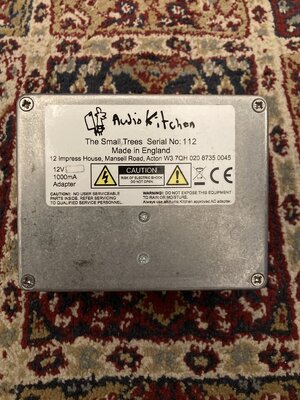 Audio Kitchen
The Small Trees Serial No: 112
Made in England
12 Impress House, Mansell Road, Acton W3 7QH 020 8735 0045
12V
1000mA
Adapter
CAUTION
RISK OF ELECTRIC SHOCK
DO NOT OPEN
CE
CAUTION: NO USER SERVICEABLE
PARTS INSIDE. REFER SERVICING
TO QUALIFIED SERVICE PERSONNEL.
WARNING: DO NOT EXPOSE THIS EQUIPMENT
TO RAIN OR MOISTURE.
Always use an Audio Kitchen approved AC adapter.